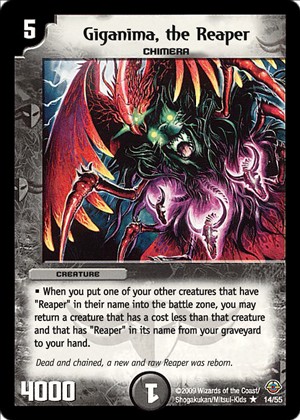 5
Giganima, the Reaper
CHIMERA
CREATURE
▪ When you put one of your other creatures that have
"Reaper" in their name into the battle zone, you may
return a creature that has a cost less than that creature
and that has "Reaper" in its name from your graveyard
to your hand.
Dead and chained, a new and raw Reaper was reborn.
4000
1
©2009 Wizards of the Coast/
Shogakukan/Mitsui-Kids ★ 14/55